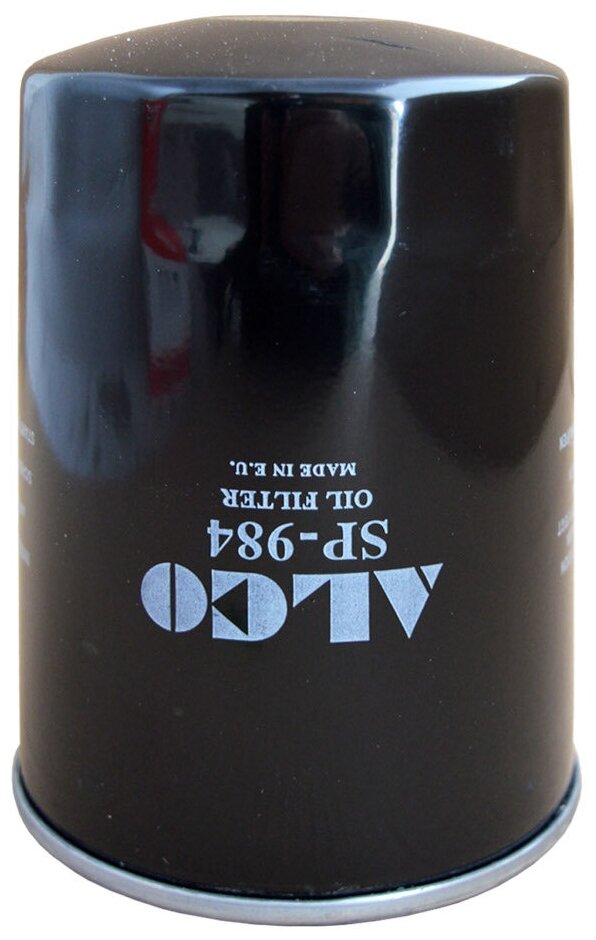 ALCO
SP-984
OIL FILTER
MADE IN E.U.